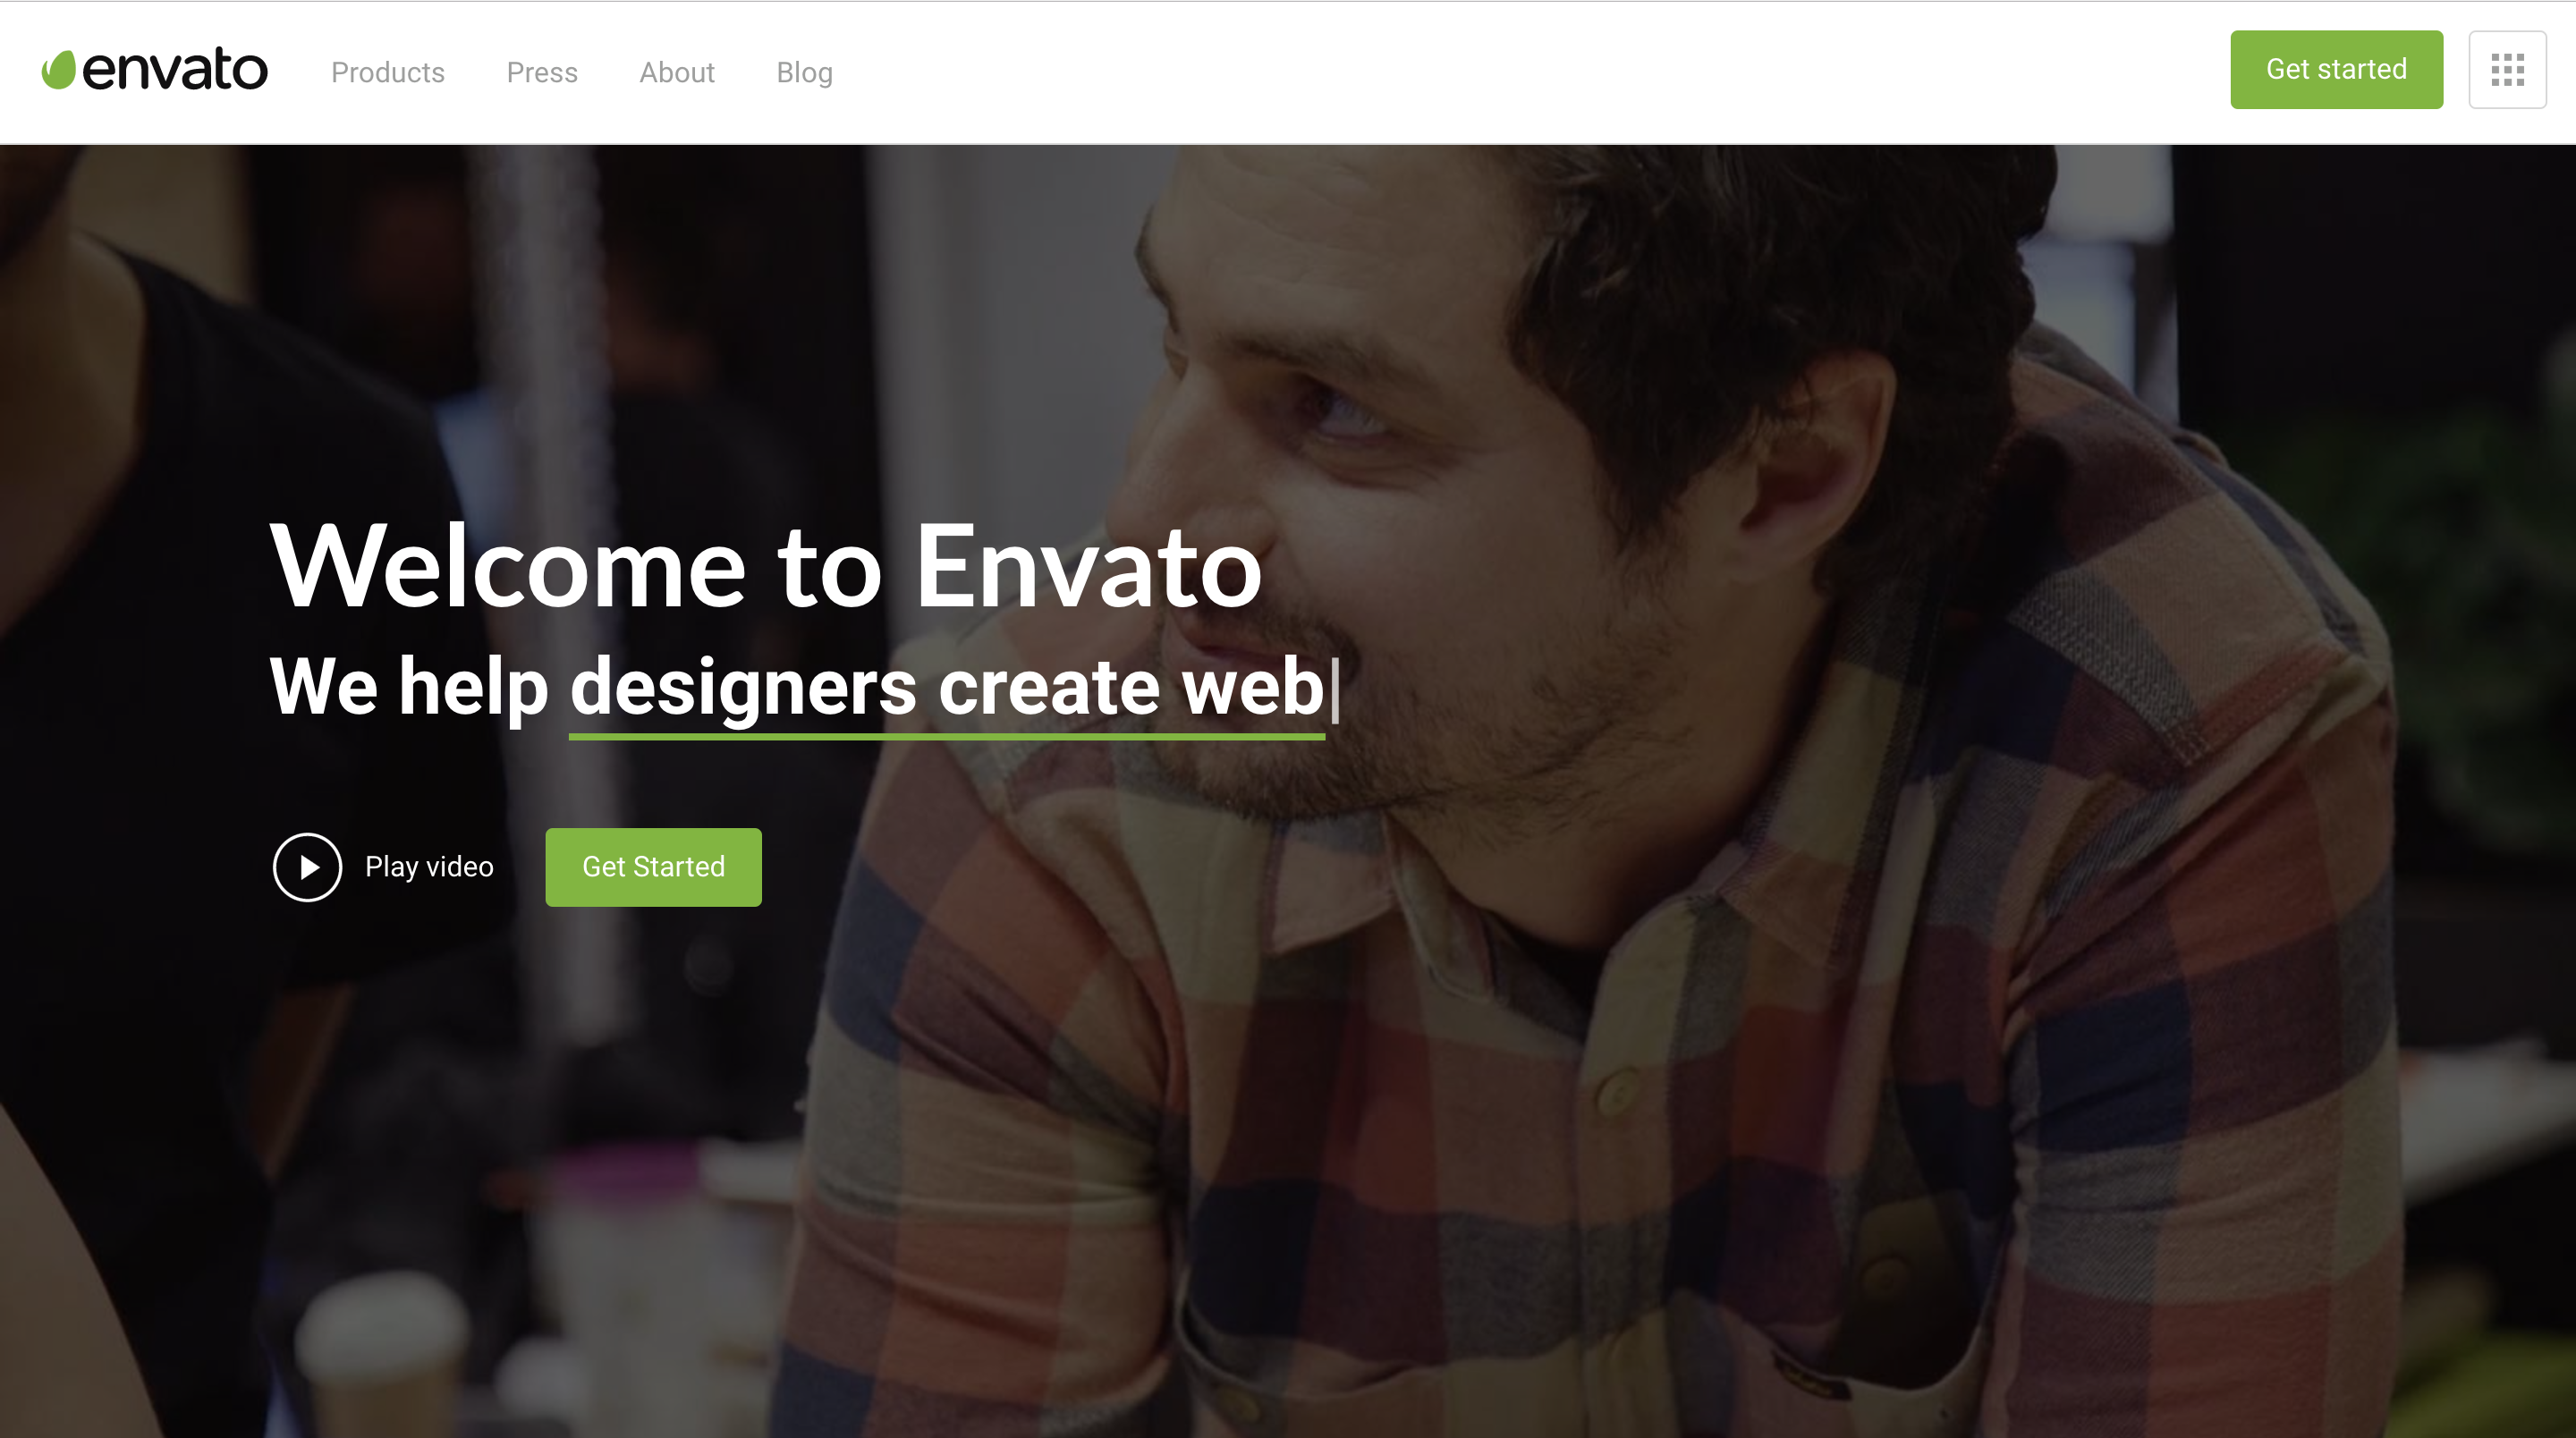 envato
Products
Press
About
Blog
Get started
Welcome to Envato
We help designers create web
Play video
Get Started